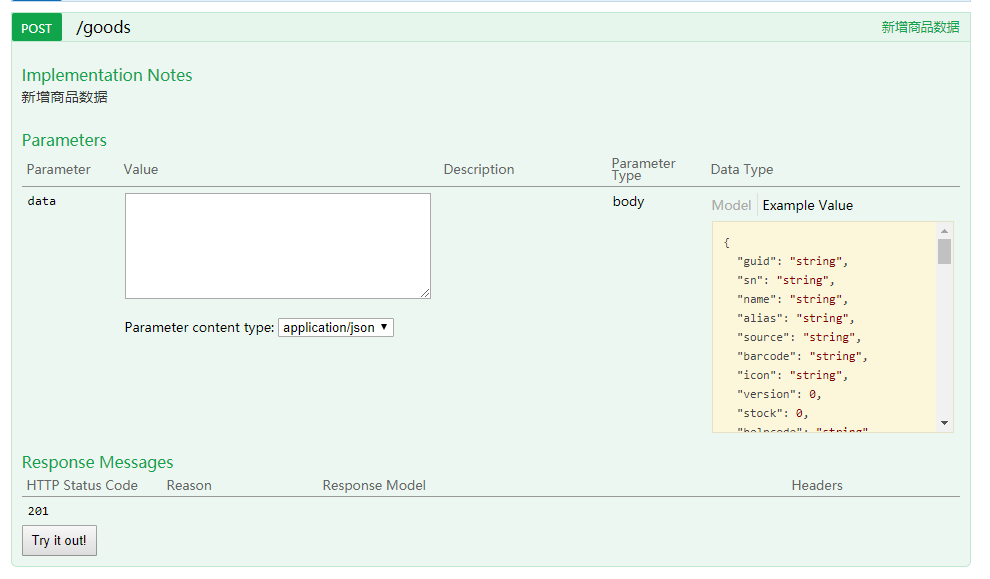 POST /goods 新增商品数据
Implementation Notes
新增商品数据
Parameters
Parameter Value Description Parameter Type Data Type
data body Model Example Value
{
"guid": "string",
"sn": "string",
"name": "string",
"alias": "string",
"source": "string",
"barcode": "string",
"icon": "string",
"version": 0,
"stock": 0,
"helpcode": "string"
Parameter content type: application/json
Response Messages
HTTP Status Code Reason Response Model Headers
201
Try it out!